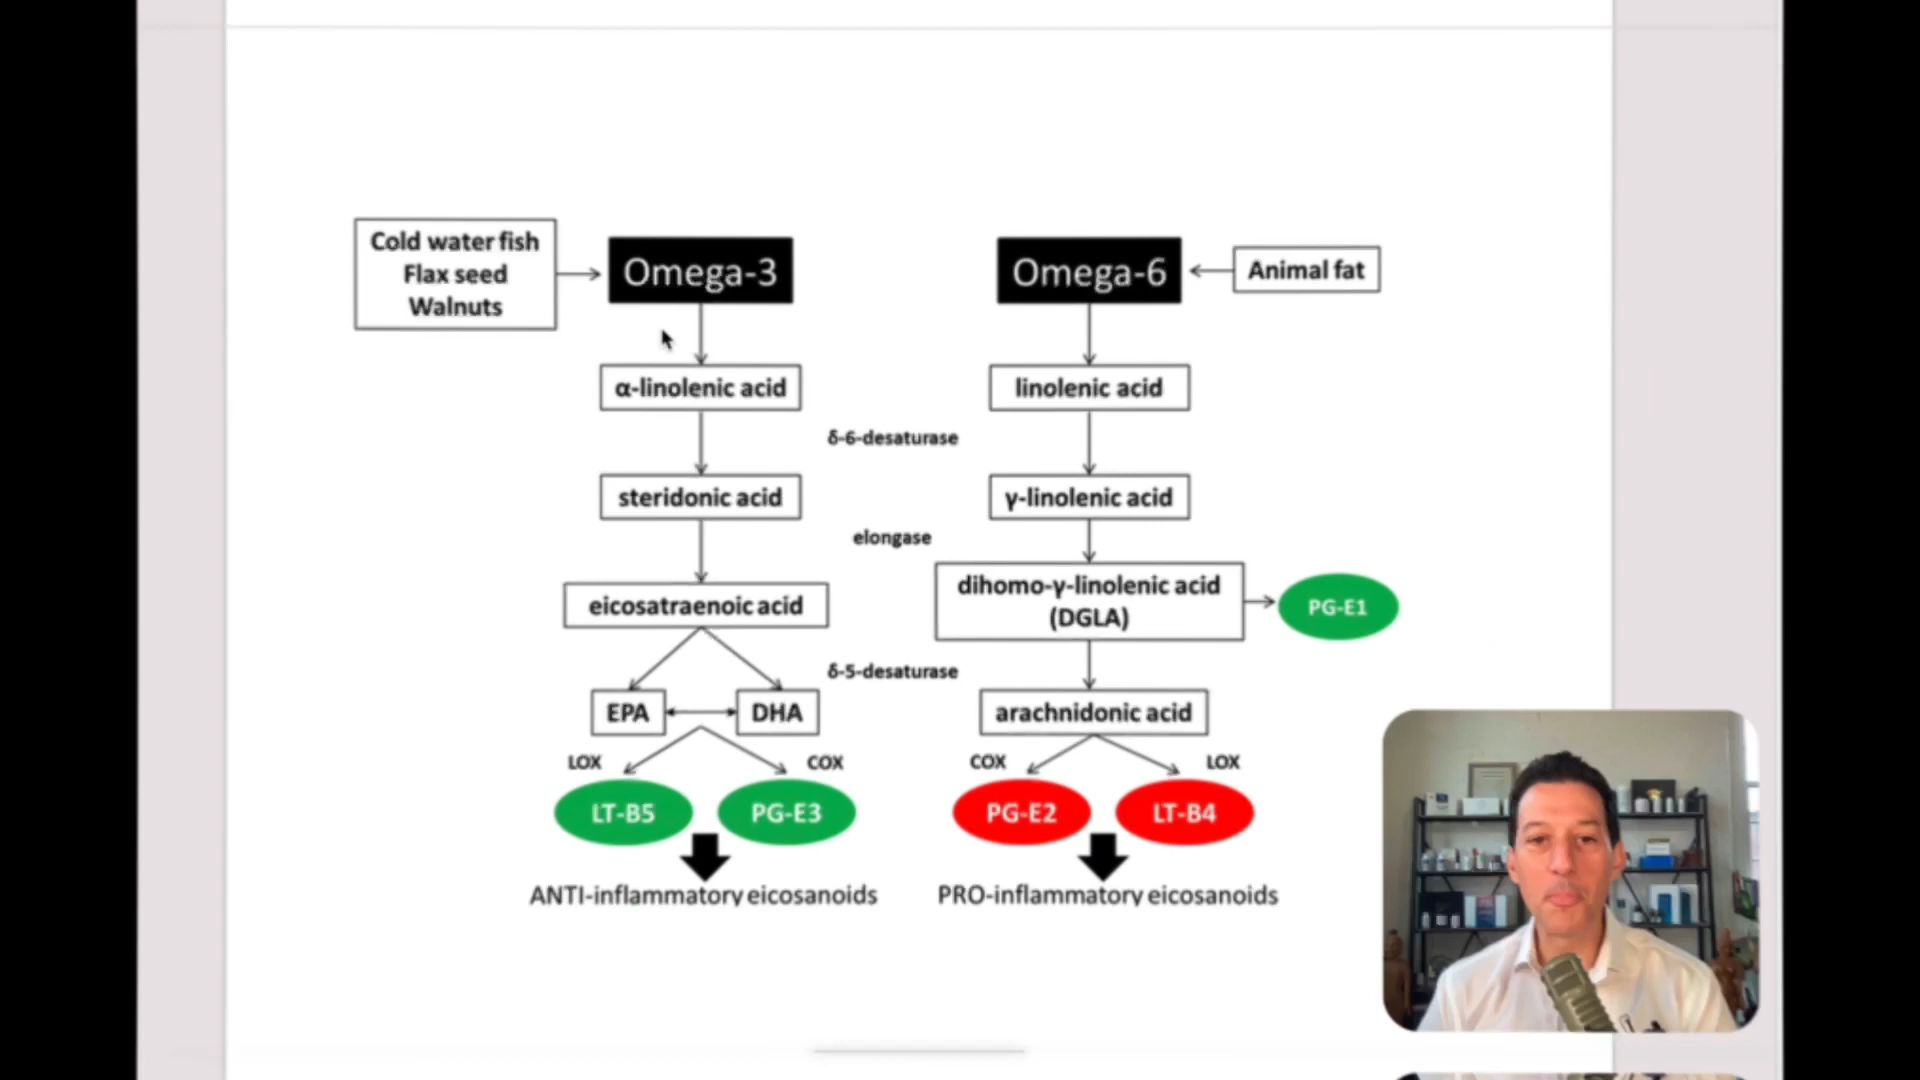 Cold water fish
Flax seed
Walnuts
Omega-3
Omega-6
Animal fat
α-linolenic acid
linolenic acid
δ-6-desaturase
steridonic acid
γ-linolenic acid
elongase
eicosatraenoic acid
dihomo-γ-linolenic acid
(DGLA)
PG-E1
δ-5-desaturase
EPA
DHA
arachnidonic acid
LOX
COX
COX
LOX
LT-B5
PG-E3
PG-E2
LT-B4
ANTI-inflammatory eicosanoids
PRO-inflammatory eicosanoids